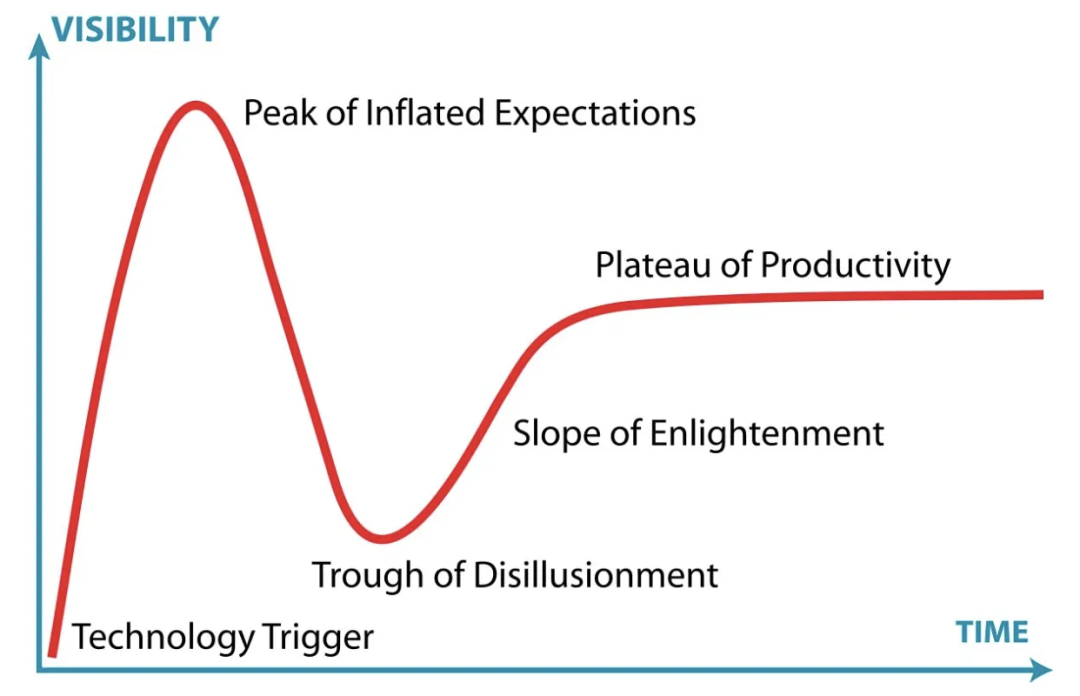 VISIBILITY
Peak of Inflated Expectations
Plateau of Productivity
Slope of Enlightenment
Trough of Disillusionment
Technology Trigger
TIME